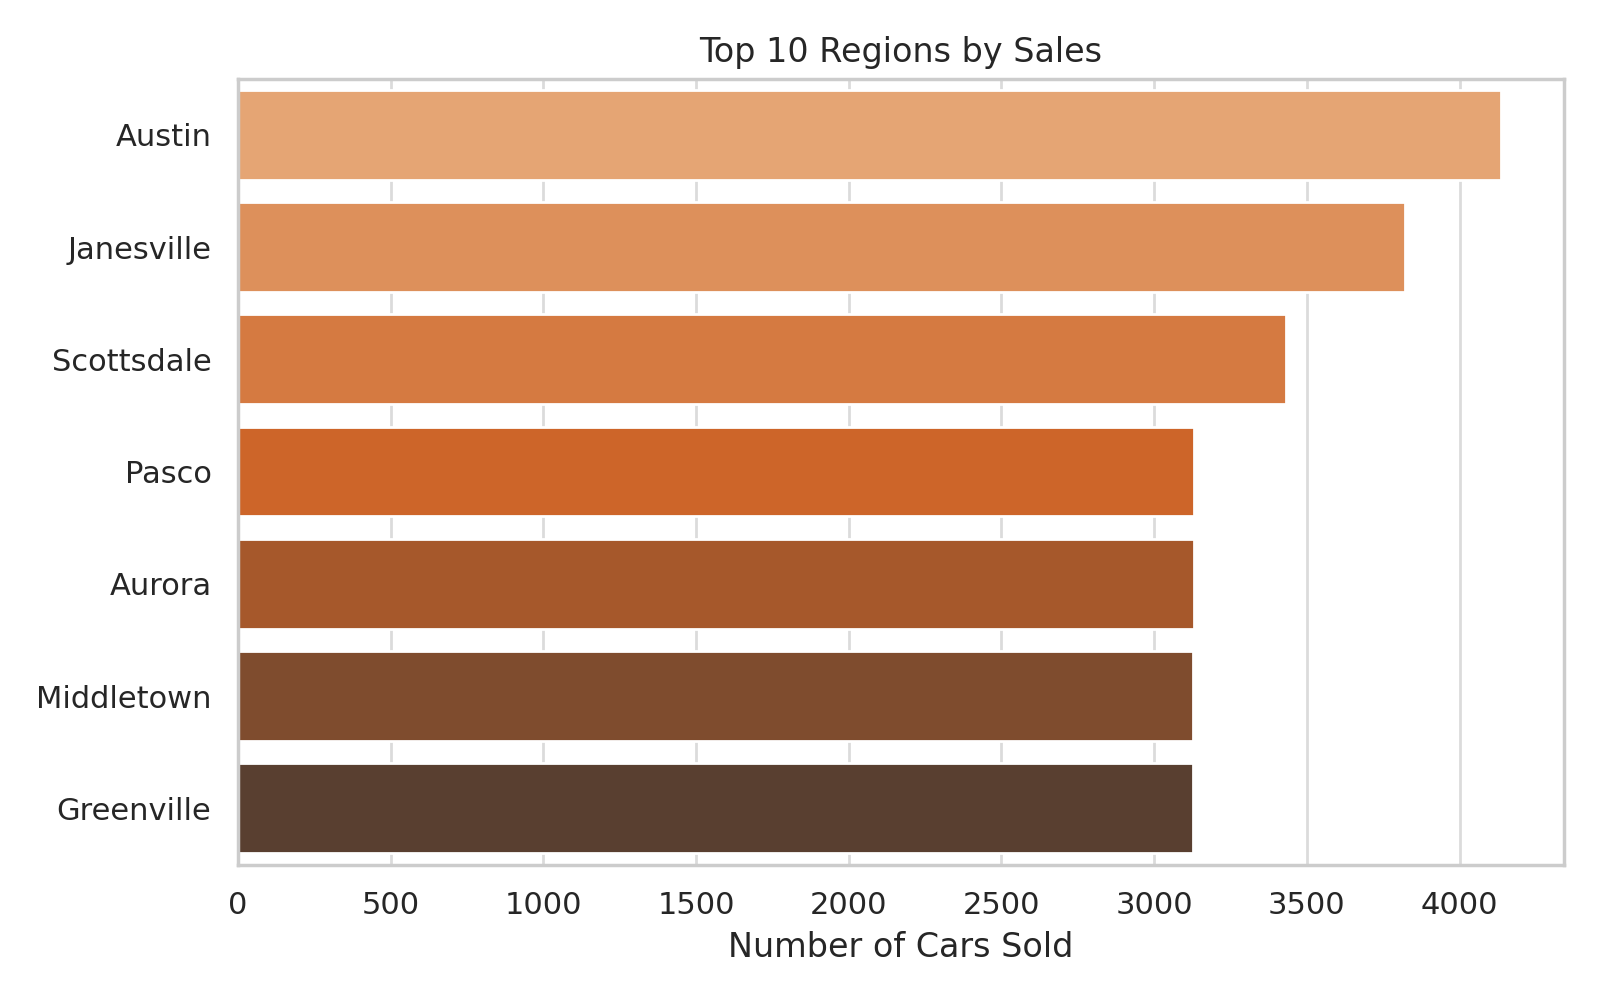 Top 10 Regions by Sales
Austin
Janesville
Scottsdale
Pasco
Aurora
Middletown
Greenville
0 500 1000 1500 2000 2500 3000 3500 4000
Number of Cars Sold